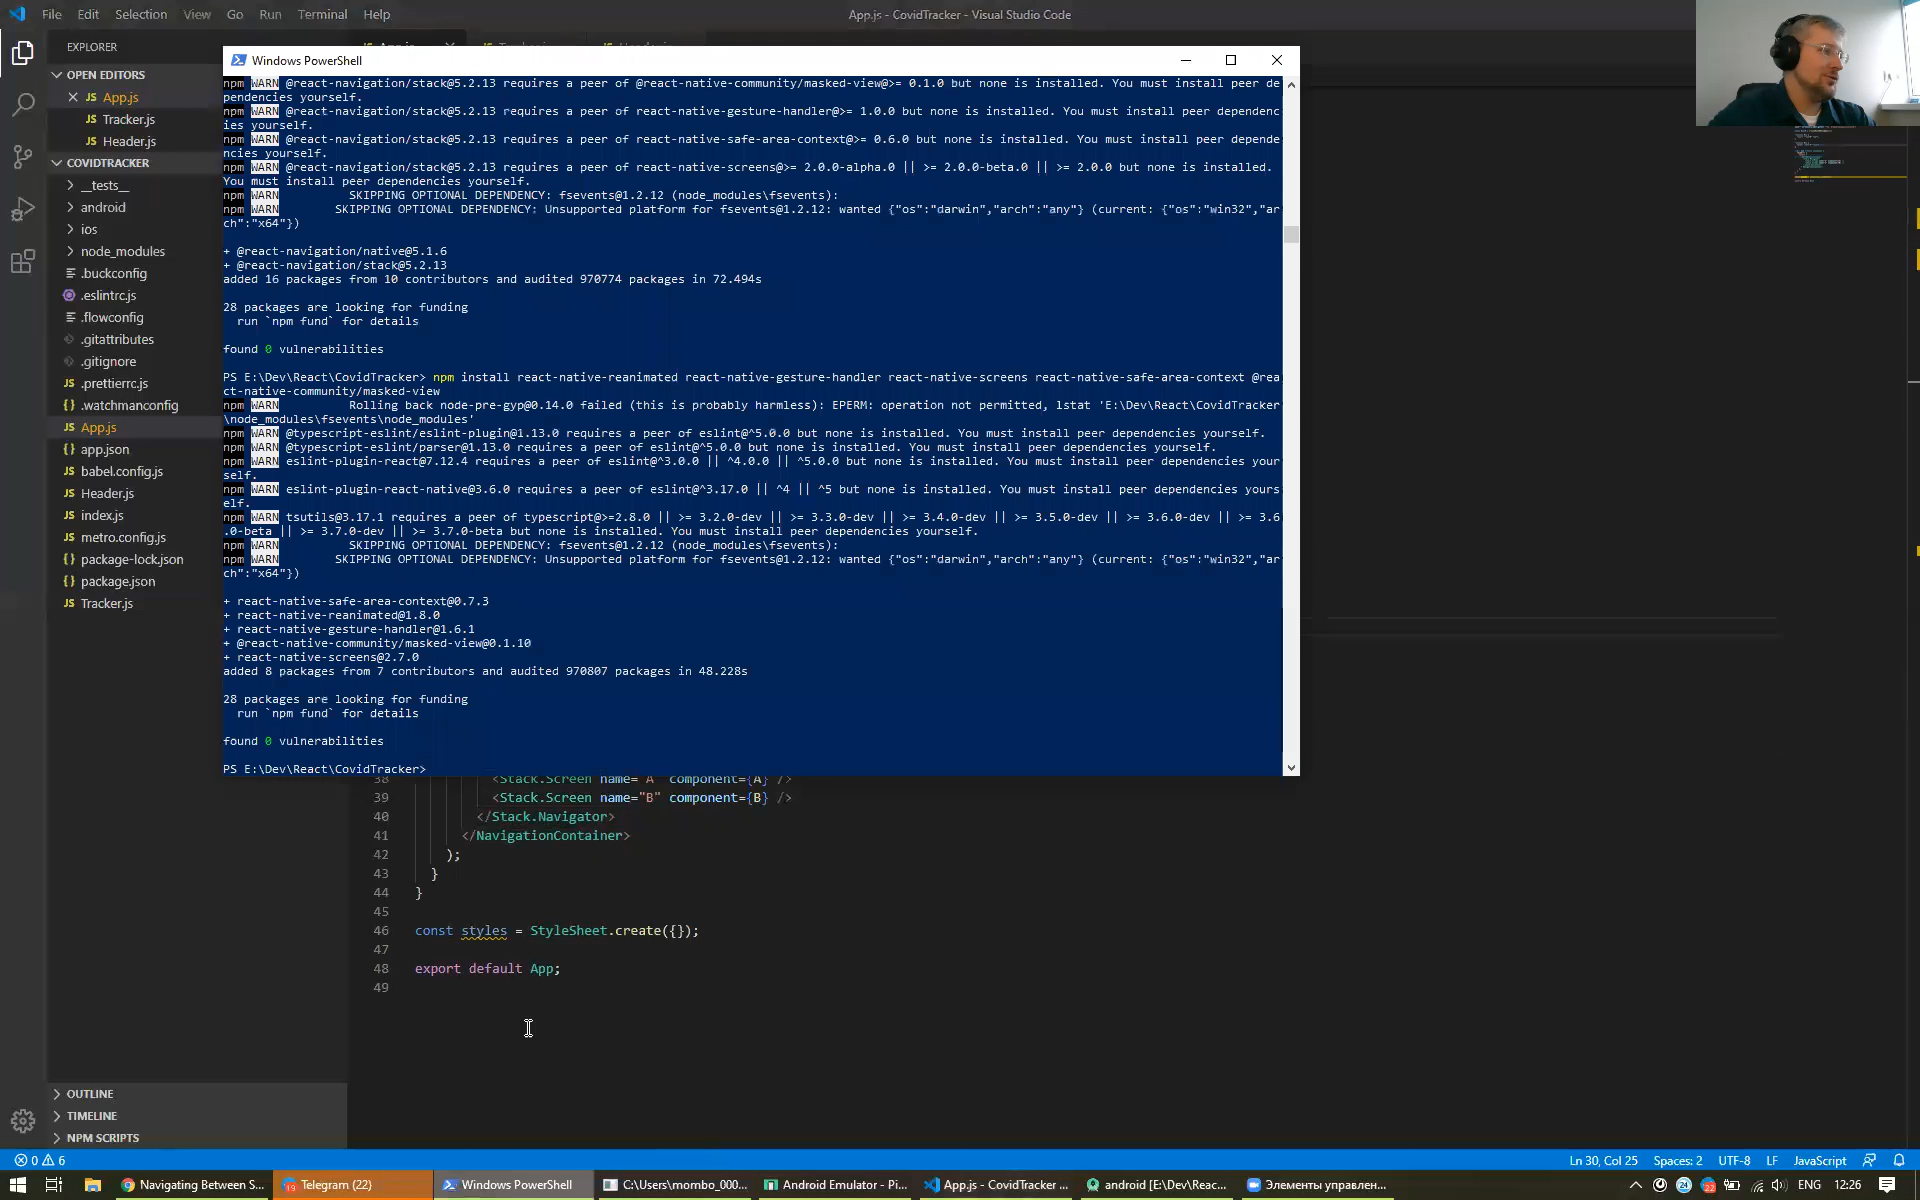 File Edit Selection View Go Run Terminal Help
App.js - CovidTracker - Visual Studio Code
EXPLORER
OPEN EDITORS
JS App.js
JS Tracker.js
JS Header.js
COVIDTRACKER
__tests__
android
ios
node_modules
.buckconfig
.eslintrc.js
.flowconfig
.gitattributes
.gitignore
JS .prettierrc.js
{} .watchmanconfig
JS App.js
{} app.json
JS babel.config.js
JS Header.js
JS index.js
JS metro.config.js
{} package-lock.json
{} package.json
JS Tracker.js
OUTLINE
TIMELINE
NPM SCRIPTS
Windows PowerShell
npm WARN @react-navigation/stack@5.2.13 requires a peer of @react-native-community/masked-view@>= 0.1.0 but none is installed. You must install peer de
pendencies yourself.
npm WARN @react-navigation/stack@5.2.13 requires a peer of react-native-gesture-handler@>= 1.0.0 but none is installed. You must install peer dependenc
ies yourself.
npm WARN @react-navigation/stack@5.2.13 requires a peer of react-native-safe-area-context@>= 0.6.0 but none is installed. You must install peer depende
ncies yourself.
npm WARN @react-navigation/stack@5.2.13 requires a peer of react-native-screens@>= 2.0.0-alpha.0 || >= 2.0.0-beta.0 || >= 2.0.0 but none is installed.
You must install peer dependencies yourself.
npm WARN SKIPPING OPTIONAL DEPENDENCY: fsevents@1.2.12 (node_modules\fsevents):
npm WARN SKIPPING OPTIONAL DEPENDENCY: Unsupported platform for fsevents@1.2.12: wanted {"os":"darwin","arch":"any"} (current: {"os":"win32","ar
ch":"x64"})
+ @react-navigation/native@5.1.6
+ @react-navigation/stack@5.2.13
added 16 packages from 10 contributors and audited 970774 packages in 72.494s
28 packages are looking for funding
run `npm fund` for details
found 0 vulnerabilities
PS E:\Dev\React\CovidTracker> npm install react-native-reanimated react-native-gesture-handler react-native-screens react-native-safe-area-context @rea
ct-native-community/masked-view
npm WARN Rolling back node-pre-gyp@0.14.0 failed (this is probably harmless): EPERM: operation not permitted, lstat 'E:\Dev\React\CovidTracker
\node_modules\fsevents\node_modules'
npm WARN @typescript-eslint/eslint-plugin@1.13.0 requires a peer of eslint@^5.0.0 but none is installed. You must install peer dependencies yourself.
npm WARN @typescript-eslint/parser@1.13.0 requires a peer of eslint@^5.0.0 but none is installed. You must install peer dependencies yourself.
npm WARN eslint-plugin-react@7.12.4 requires a peer of eslint@^3.0.0 || ^4.0.0 || ^5.0.0 but none is installed. You must install peer dependencies your
self.
npm WARN eslint-plugin-react-native@3.6.0 requires a peer of eslint@^3.17.0 || ^4 || ^5 but none is installed. You must install peer dependencies yours
elf.
npm WARN tsutils@3.17.1 requires a peer of typescript@>=2.8.0 || >= 3.2.0-dev || >= 3.3.0-dev || >= 3.4.0-dev || >= 3.5.0-dev || >= 3.6.0-dev || >= 3.6
.0-beta || >= 3.7.0-dev || >= 3.7.0-beta but none is installed. You must install peer dependencies yourself.
npm WARN SKIPPING OPTIONAL DEPENDENCY: fsevents@1.2.12 (node_modules\fsevents):
npm WARN SKIPPING OPTIONAL DEPENDENCY: Unsupported platform for fsevents@1.2.12: wanted {"os":"darwin","arch":"any"} (current: {"os":"win32","ar
ch":"x64"})
+ react-native-safe-area-context@0.7.3
+ react-native-reanimated@1.8.0
+ react-native-gesture-handler@1.6.1
+ @react-native-community/masked-view@0.1.10
+ react-native-screens@2.7.0
added 8 packages from 7 contributors and audited 970807 packages in 48.228s
28 packages are looking for funding
run `npm fund` for details
found 0 vulnerabilities
PS E:\Dev\React\CovidTracker>
38 <Stack.Screen name="A" component={A} />
39 <Stack.Screen name="B" component={B} />
40 </Stack.Navigator>
41 </NavigationContainer>
42 );
43 }
44 }
45
46 const styles = StyleSheet.create({});
47
48 export default App;
49
0 6
Ln 30, Col 25 Spaces: 2 UTF-8 LF JavaScript
Navigating Between S... Telegram (22) Windows PowerShell C:\Users\mombo_000... Android Emulator - Pi... App.js - CovidTracker ... android [E:\Dev\Reac... Элементы управлен... 24 22 ENG 12:26